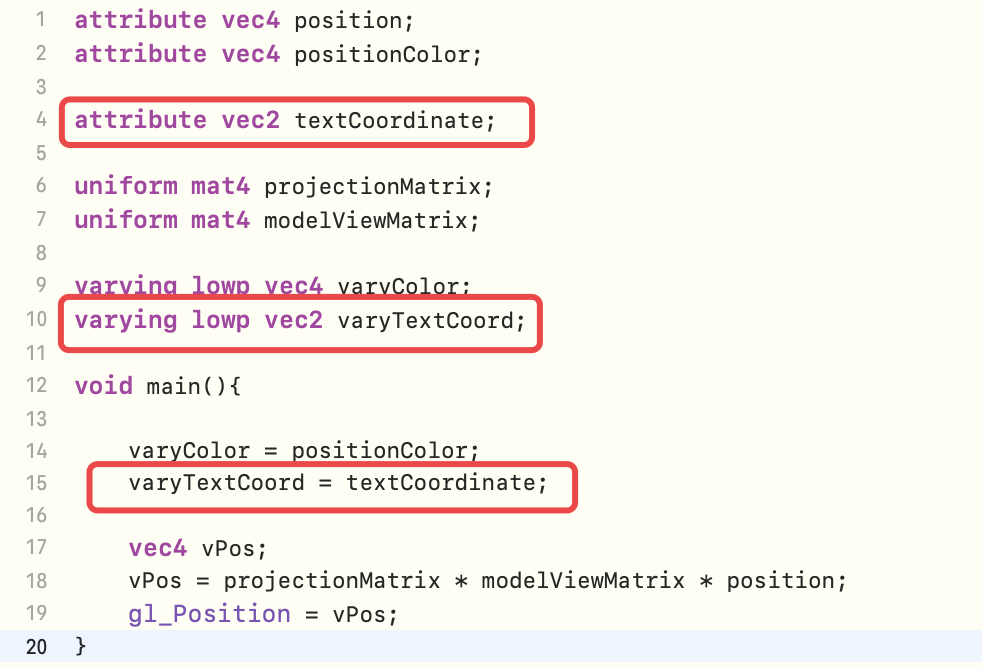 1 attribute vec4 position;
2 attribute vec4 positionColor;
3
4 attribute vec2 textCoordinate;
5
6 uniform mat4 projectionMatrix;
7 uniform mat4 modelViewMatrix;
8
9 varying lowp vec4 varyColor;
10 varying lowp vec2 varyTextCoord;
11
12 void main(){
13
14 varyColor = positionColor;
15 varyTextCoord = textCoordinate;
16
17 vec4 vPos;
18 vPos = projectionMatrix * modelViewMatrix * position;
19 gl_Position = vPos;
20 }